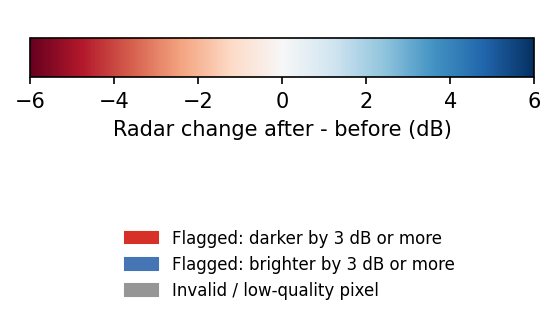 −6 −4 −2 0 2 4 6
Radar change after - before (dB)
Flagged: darker by 3 dB or more
Flagged: brighter by 3 dB or more
Invalid / low-quality pixel